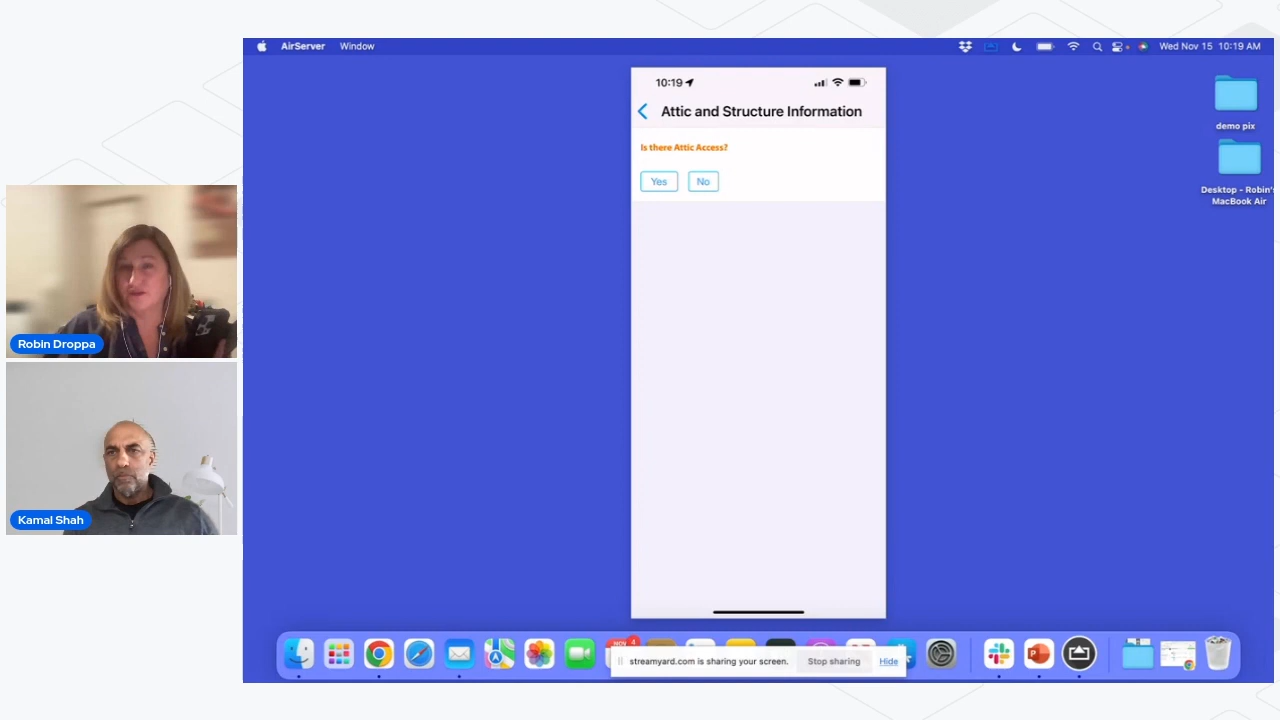 AirServer Window
Wed Nov 15 10:19 AM
10:19
Attic and Structure Information
Is there Attic Access?
Yes No
demo pix
Desktop - Robin's
MacBook Air
Robin Droppa
Kamal Shah
NOV 4
streamyard.com is sharing your screen. Stop sharing Hide